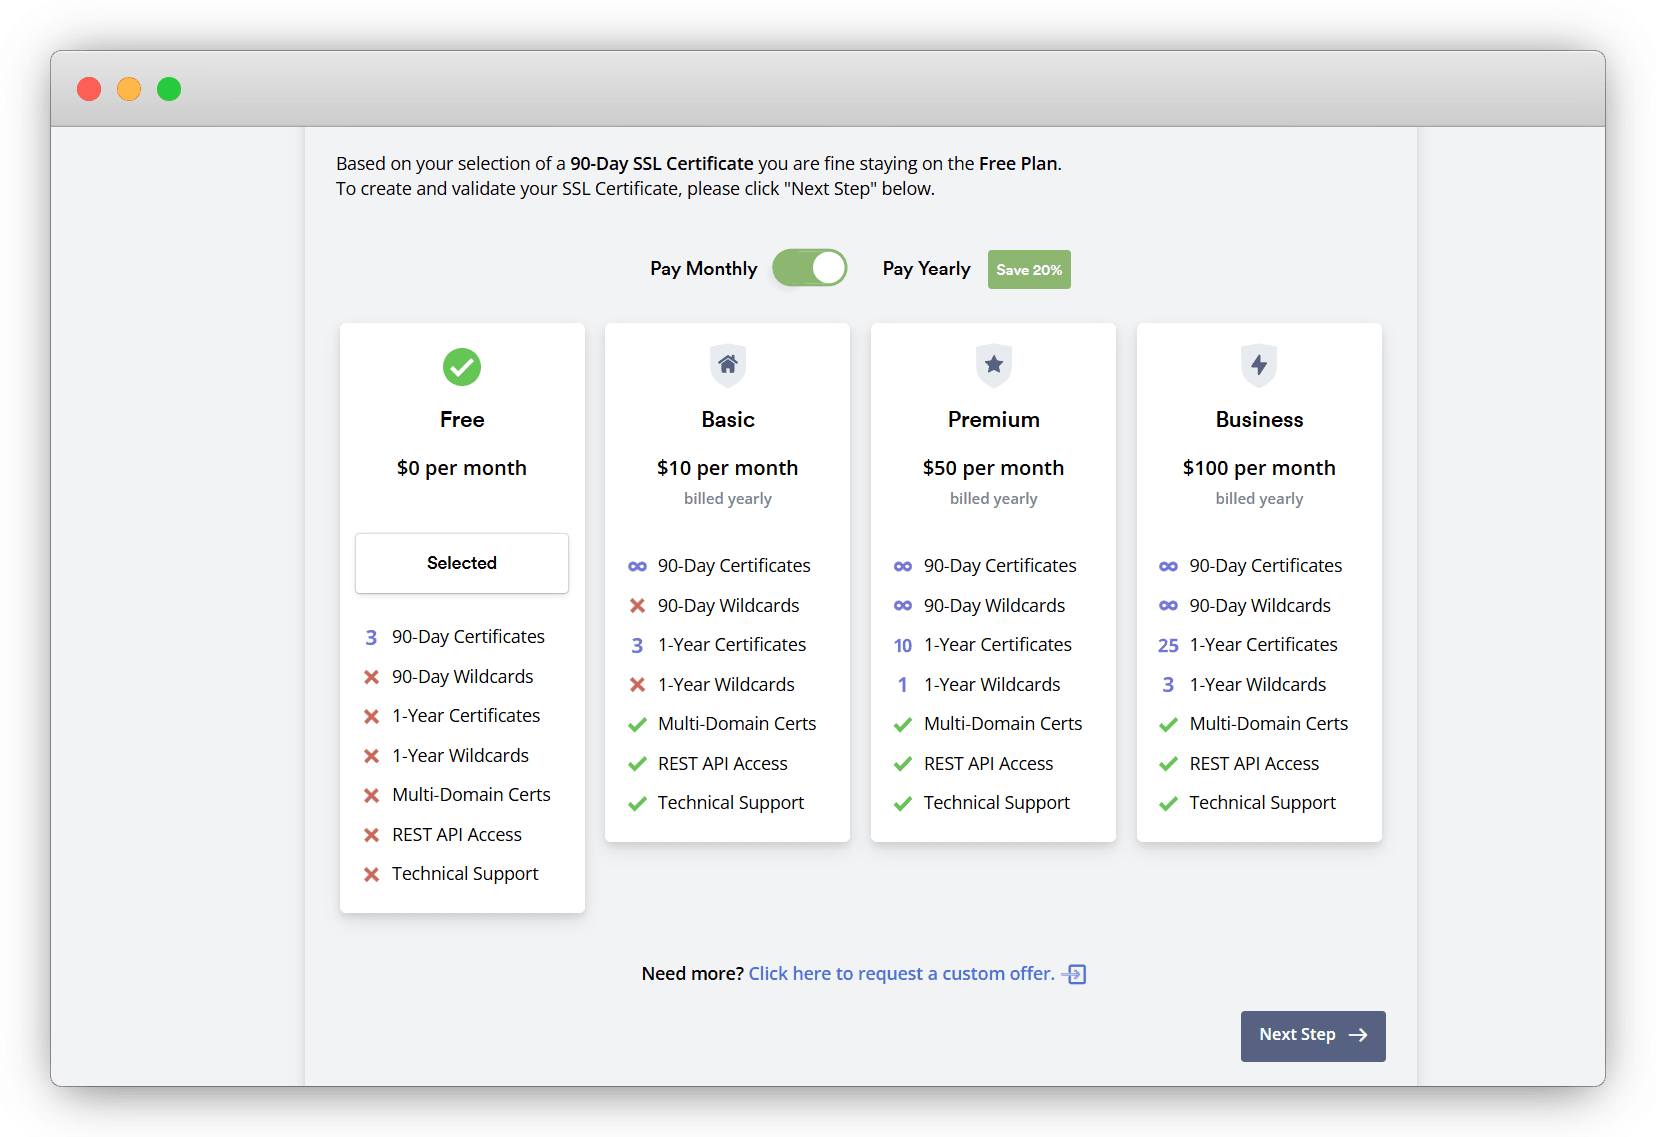 Based on your selection of a 90-Day SSL Certificate you are fine staying on the Free Plan.
To create and validate your SSL Certificate, please click "Next Step" below.
Pay Monthly
Pay Yearly
Save 20%
Free
$0 per month
Selected
3 90-Day Certificates
90-Day Wildcards
1-Year Certificates
1-Year Wildcards
Multi-Domain Certs
REST API Access
Technical Support
Basic
$10 per month
billed yearly
∞ 90-Day Certificates
90-Day Wildcards
3 1-Year Certificates
1-Year Wildcards
Multi-Domain Certs
REST API Access
Technical Support
Premium
$50 per month
billed yearly
∞ 90-Day Certificates
∞ 90-Day Wildcards
10 1-Year Certificates
1 1-Year Wildcards
Multi-Domain Certs
REST API Access
Technical Support
Business
$100 per month
billed yearly
∞ 90-Day Certificates
∞ 90-Day Wildcards
25 1-Year Certificates
3 1-Year Wildcards
Multi-Domain Certs
REST API Access
Technical Support
Need more? Click here to request a custom offer.
Next Step →